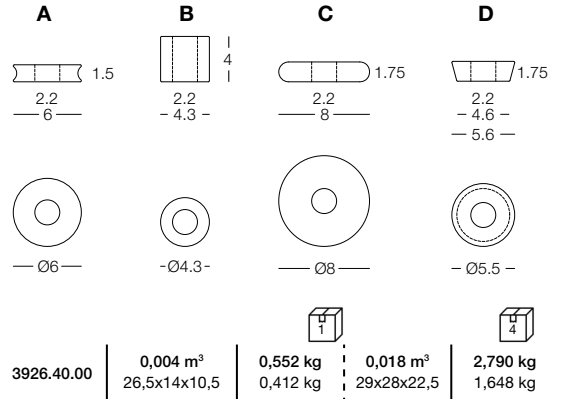 A B C D
1.5 4 1.75 1.75
2.2 2.2 2.2 2.2
6 4.3 8 4.6
5.6
Ø6 Ø4.3 Ø8 Ø5.5
1 4
3926.40.00 0,004 m³ 0,552 kg 0,018 m³ 2,790 kg
26,5x14x10,5 0,412 kg 29x28x22,5 1,648 kg